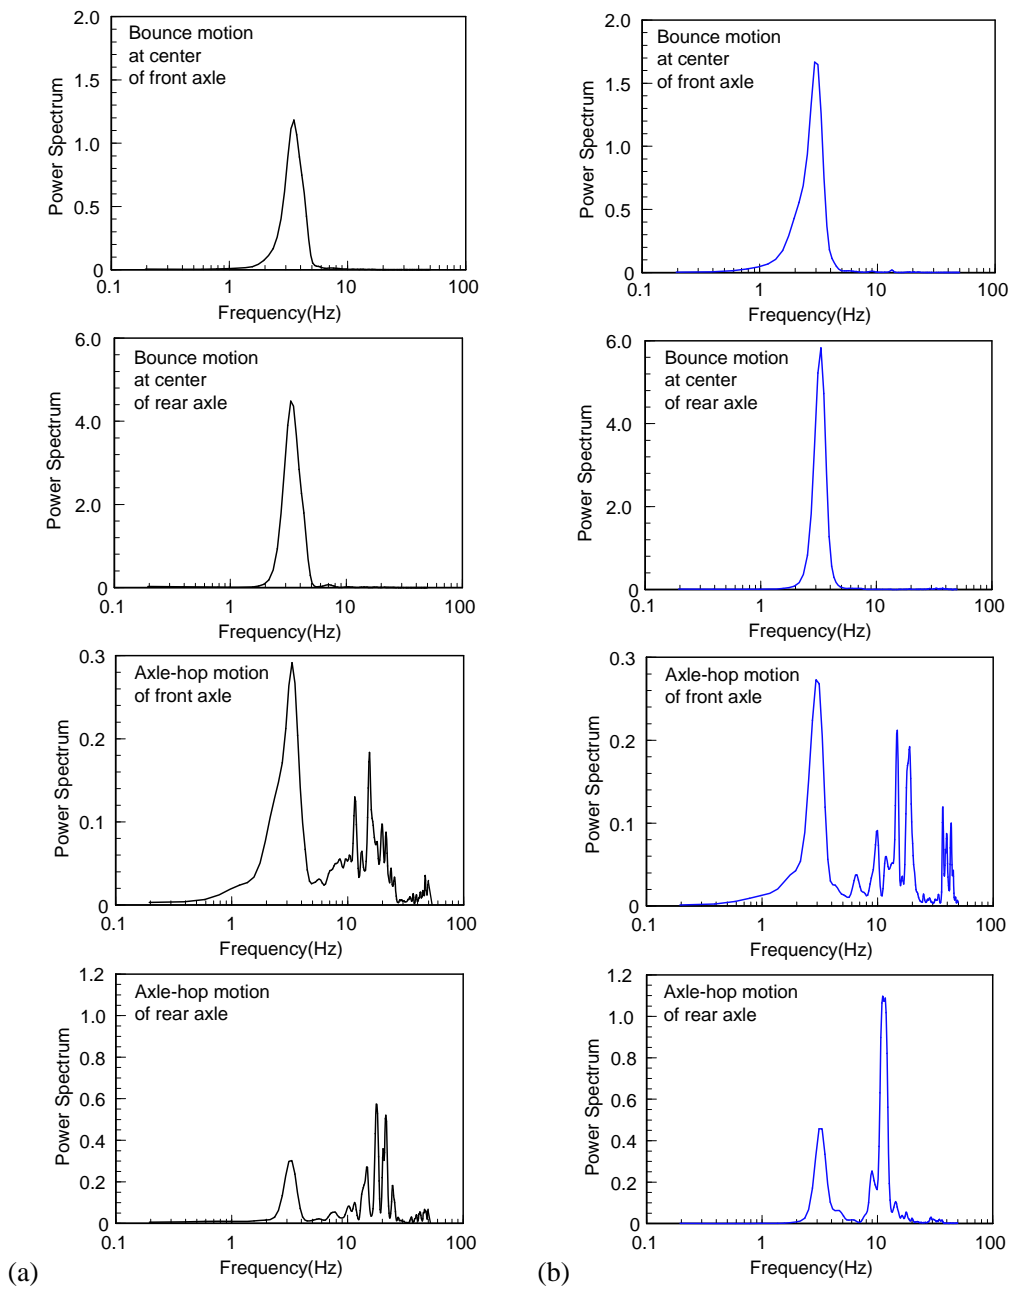 2.0
1.5
1.0
0.5
0
Power Spectrum
Bounce motion
at center
of front axle
0.1 1 10 100
Frequency(Hz)
2.0
1.5
1.0
0.5
0
Power Spectrum
Bounce motion
at center
of front axle
0.1 1 10 100
Frequency(Hz)
6.0
4.0
2.0
0
Power Spectrum
Bounce motion
at center
of rear axle
0.1 1 10 100
Frequency(Hz)
6.0
4.0
2.0
0
Power Spectrum
Bounce motion
at center
of rear axle
0.1 1 10 100
Frequency(Hz)
0.3
0.2
0.1
0
Power Spectrum
Axle-hop motion
of front axle
0.1 1 10 100
Frequency(Hz)
0.3
0.2
0.1
0
Power Spectrum
Axle-hop motion
of front axle
0.1 1 10 100
Frequency(Hz)
1.2
1.0
0.8
0.6
0.4
0.2
0
Power Spectrum
Axle-hop motion
of rear axle
0.1 1 10 100
Frequency(Hz)
(a)
1.2
1.0
0.8
0.6
0.4
0.2
0
Power Spectrum
Axle-hop motion
of rear axle
0.1 1 10 100
Frequency(Hz)
(b)